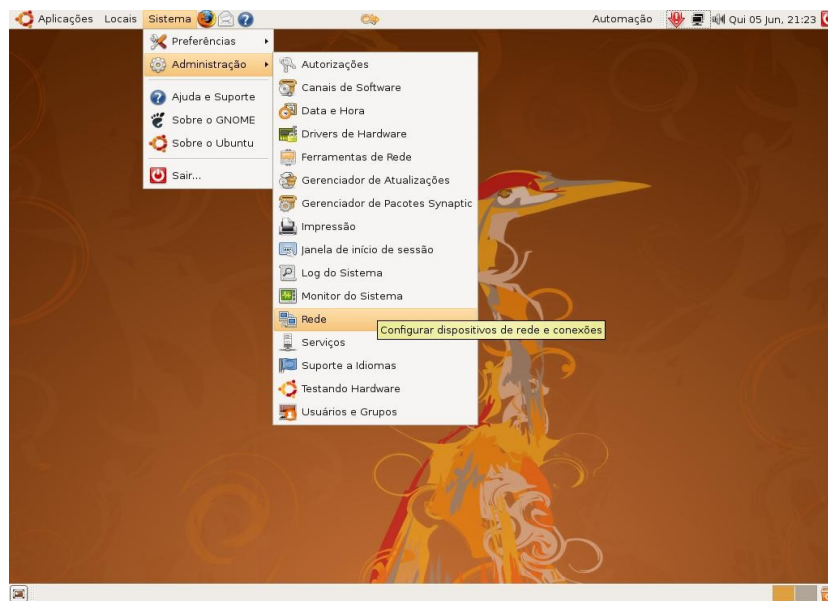 Aplicações Locais Sistema Automação Qui 05 Jun, 21:23
Preferências
Administração
Ajuda e Suporte
Sobre o GNOME
Sobre o Ubuntu
Sair...
Autorizações
Canais de Software
Data e Hora
Drivers de Hardware
Ferramentas de Rede
Gerenciador de Atualizações
Gerenciador de Pacotes Synaptic
Impressão
Janela de início de sessão
Log do Sistema
Monitor do Sistema
Rede
Configurar dispositivos de rede e conexões
Serviços
Suporte a Idiomas
Testando Hardware
Usuários e Grupos